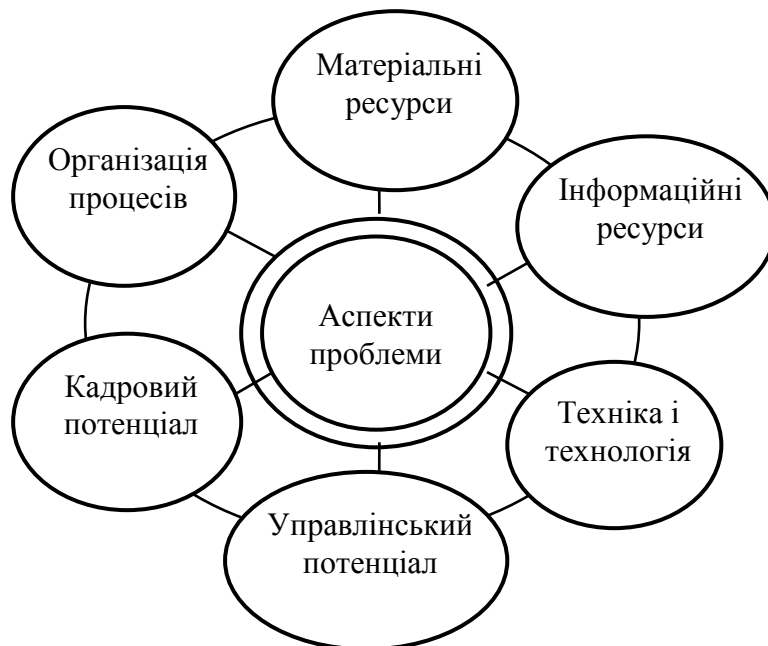 Матеріальні
ресурси
Організація
процесів
Інформаційні
ресурси
Аспекти
проблеми
Кадровий
потенціал
Техніка і
технологія
Управлінський
потенціал